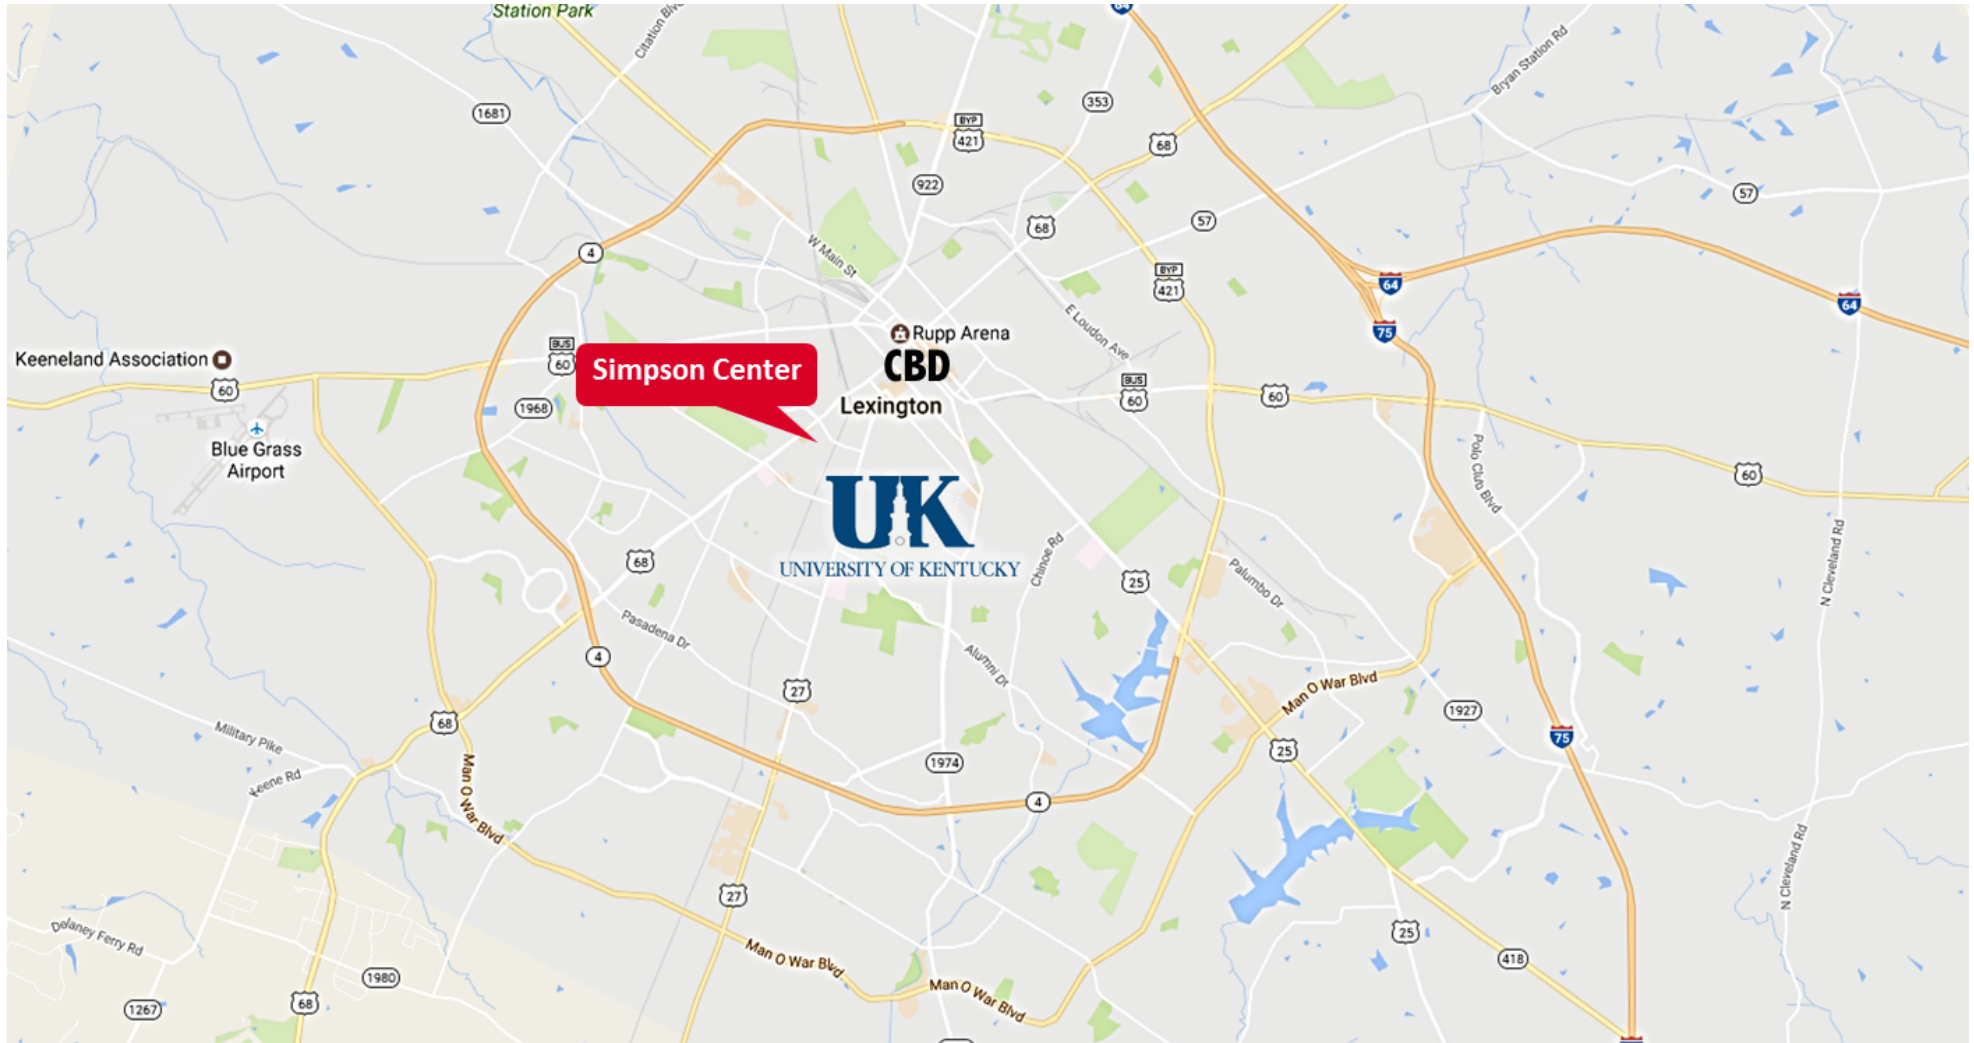 Station Park
Citation Blvd
64
Bryan Station Rd
1681
353
BYP
421
68
922
57
57
68
W Main St
4
BYP
421
64
64
75
E Loudon Ave
Rupp Arena
CBD
Lexington
Keeneland Association
60
BUS
60
Simpson Center
1968
BUS
60
60
Blue Grass
Airport
Polo Club Blvd
60
UK
UNIVERSITY OF KENTUCKY
Chinoe Rd
N Cleveland Rd
68
25
Palumbo Dr
Pasadena Dr
4
Alumni Dr
27
Man O War Blvd
1927
68
Military Pike
Keene Rd
Man O War Blvd
1974
25
75
4
N Cleveland Rd
27
Delaney Ferry Rd
25
Man O War Blvd
418
1980
Man O War Blvd
68
1267